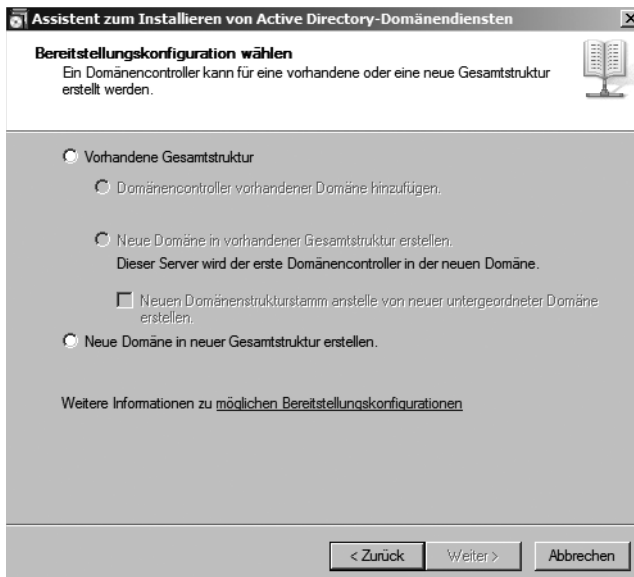 Assistent zum Installieren von Active Directory-Domänendiensten
Bereitstellungskonfiguration wählen
Ein Domänencontroller kann für eine vorhandene oder eine neue Gesamtstruktur
erstellt werden.
Vorhandene Gesamtstruktur
Domänencontroller vorhandener Domäne hinzufügen.
Neue Domäne in vorhandener Gesamtstruktur erstellen.
Dieser Server wird der erste Domänencontroller in der neuen Domäne.
Neuen Domänenstrukturstamm anstelle von neuer untergeordneter Domäne
erstellen.
Neue Domäne in neuer Gesamtstruktur erstellen.
Weitere Informationen zu möglichen Bereitstellungskonfigurationen
< Zurück Weiter > Abbrechen